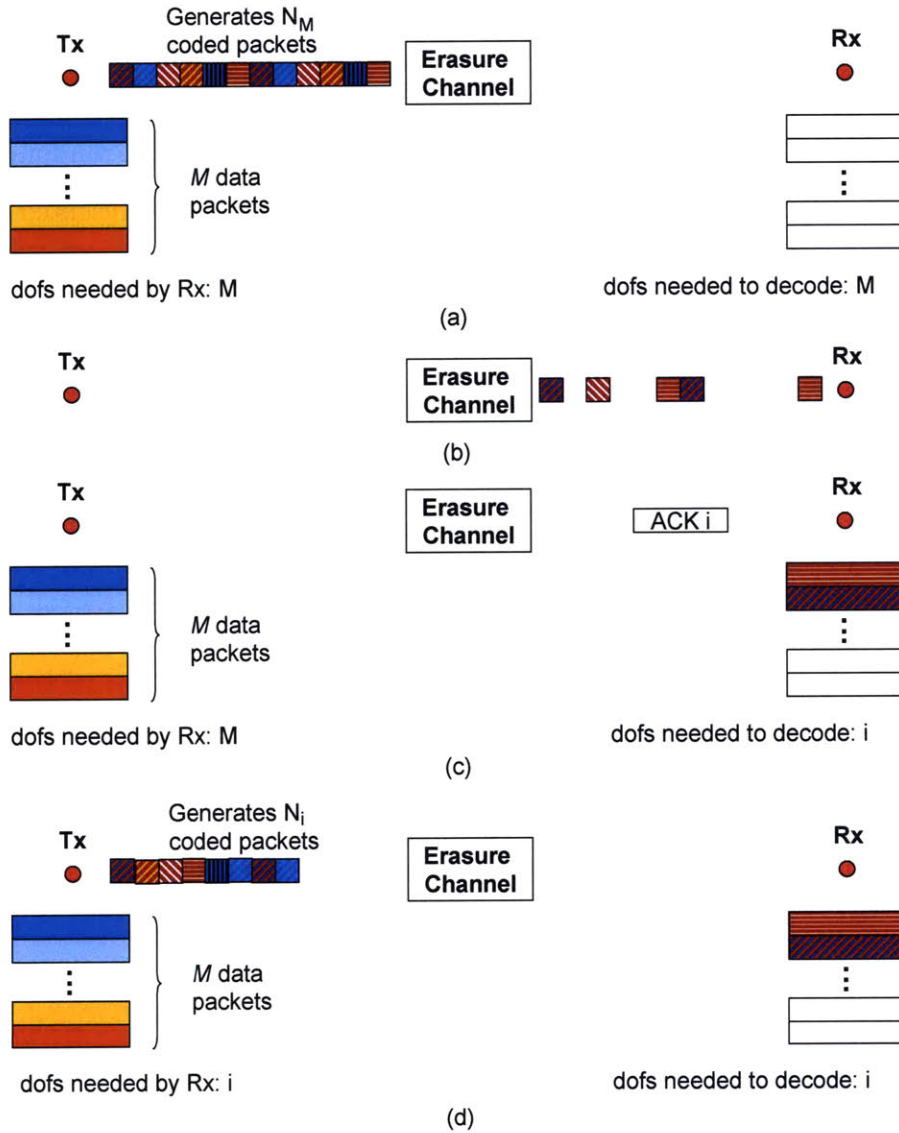 Generates N_M
coded packets
Tx
Erasure
Channel
Rx
M data
packets
dofs needed by Rx: M
dofs needed to decode: M
(a)
Tx
Erasure
Channel
Rx
(b)
Tx
Erasure
Channel
ACK i
Rx
M data
packets
dofs needed by Rx: M
dofs needed to decode: i
(c)
Generates N_i
coded packets
Tx
Erasure
Channel
Rx
M data
packets
dofs needed by Rx: i
dofs needed to decode: i
(d)